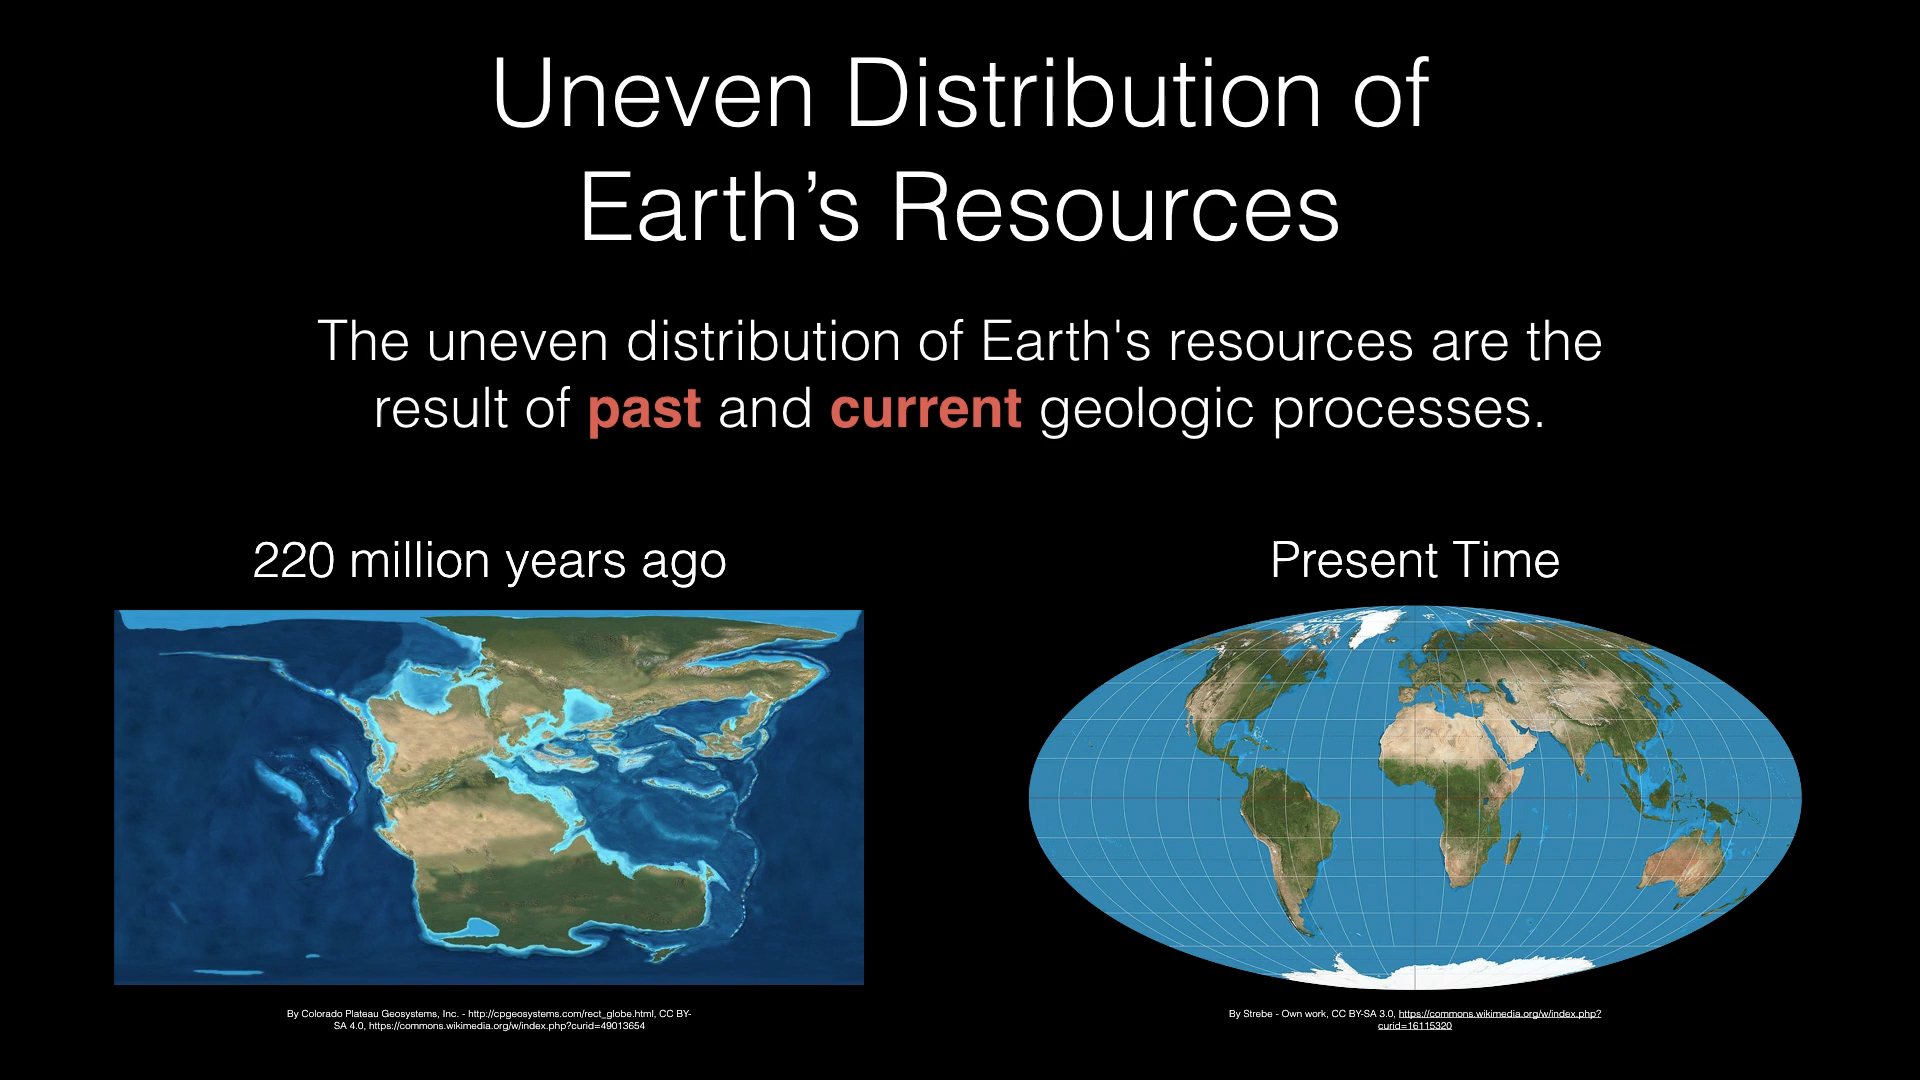 Uneven Distribution of
Earth’s Resources
The uneven distribution of Earth's resources are the
result of past and current geologic processes.
220 million years ago
Present Time
By Colorado Plateau Geosystems, Inc. - http://cpgeosystems.com/rect_globe.html, CC BY-
SA 4.0, https://commons.wikimedia.org/w/index.php?curid=49013654
By Strebe - Own work, CC BY-SA 3.0, https://commons.wikimedia.org/w/index.php?
curid=16115320